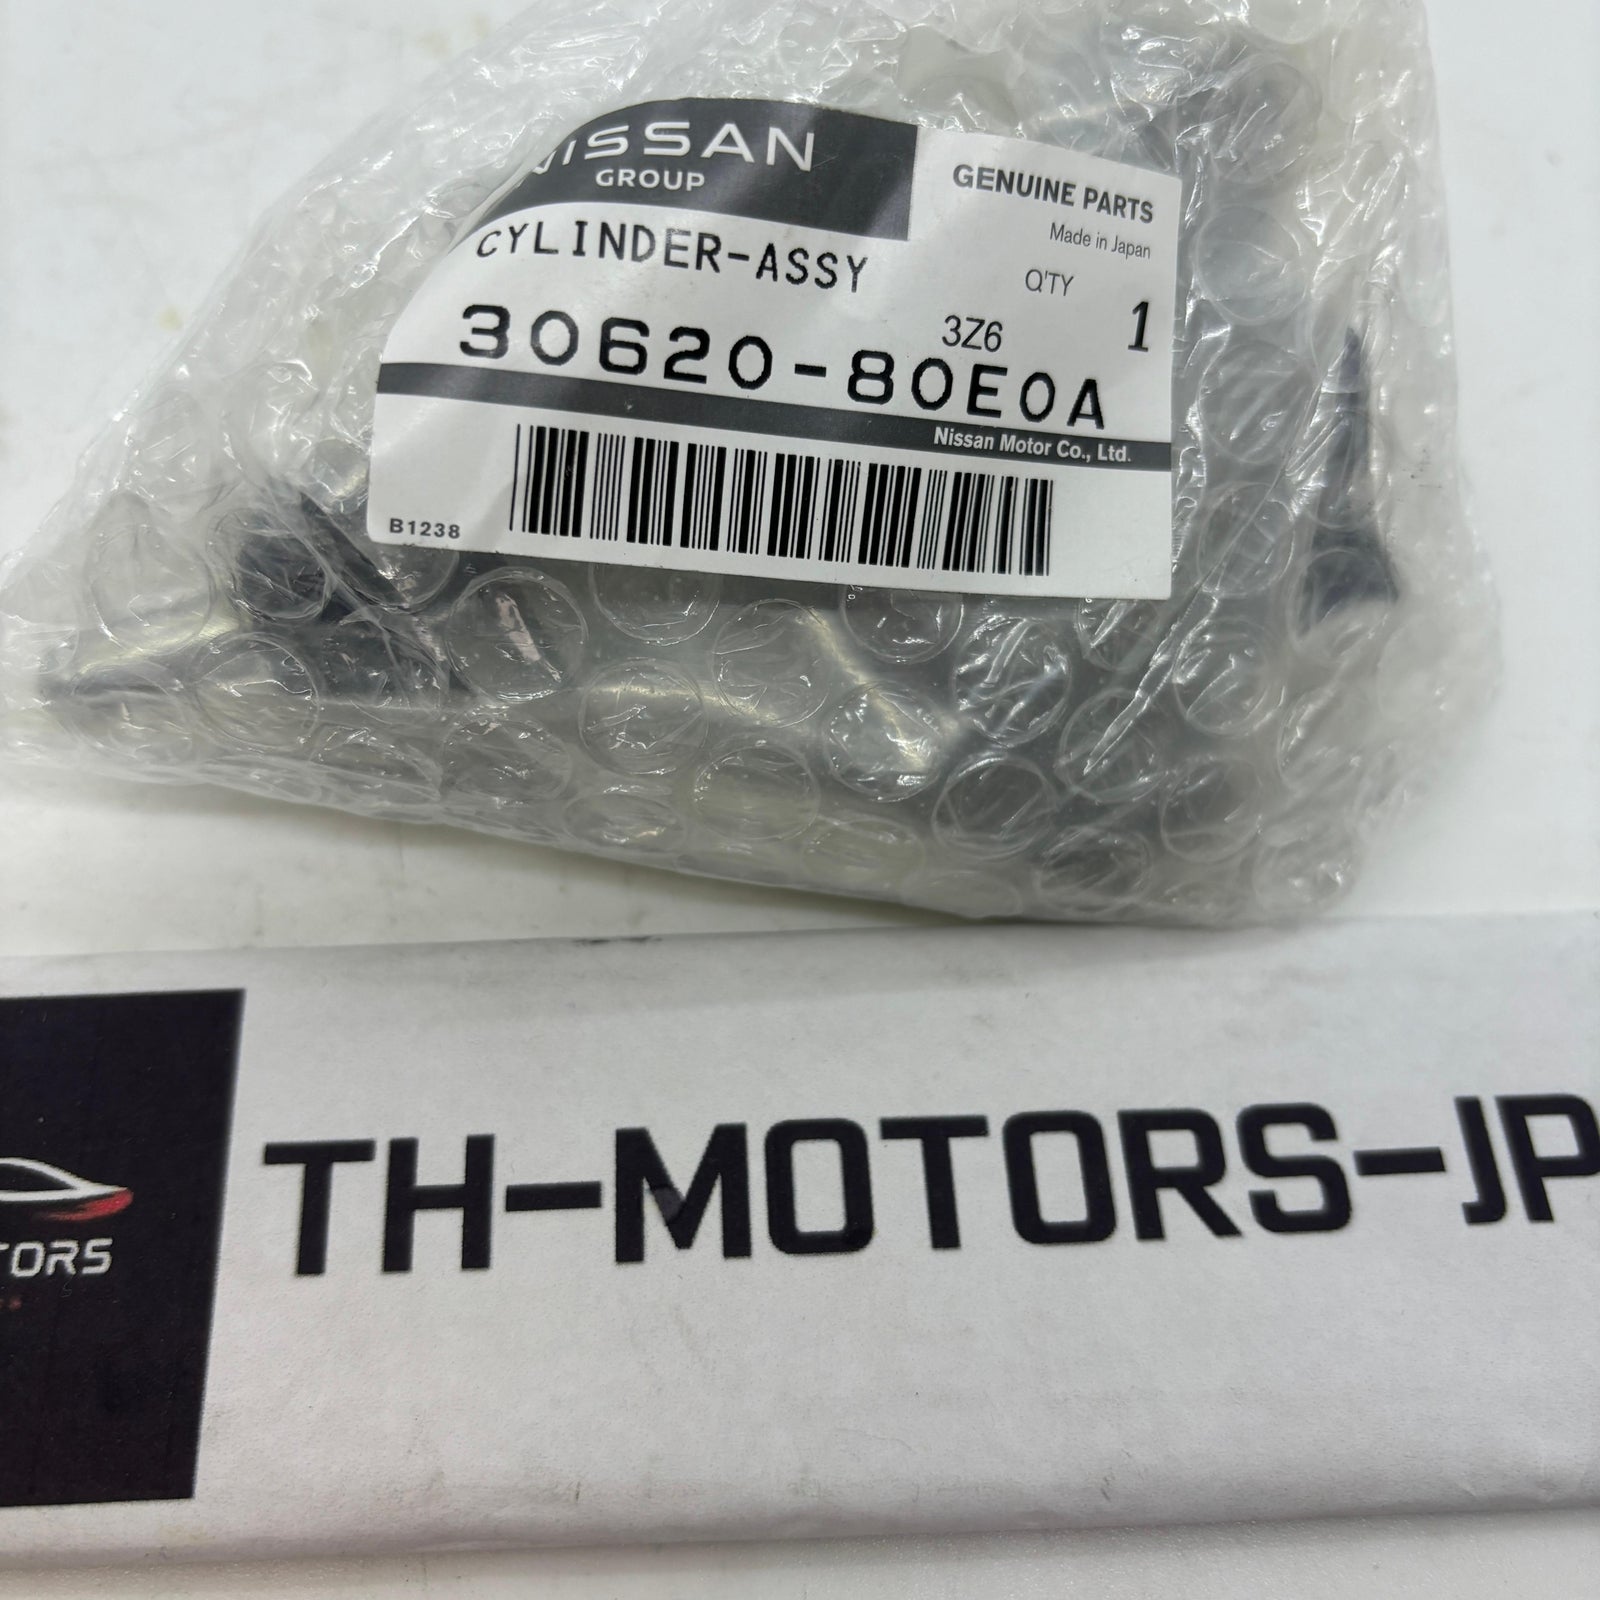 NISSAN
GROUP
GENUINE PARTS
Made in Japan
CYLINDER-ASSY
Q'TY 1
3Z6
30620-80E0A
Nissan Motor Co., Ltd.
B1238
TH-MOTORS-JP
TORS